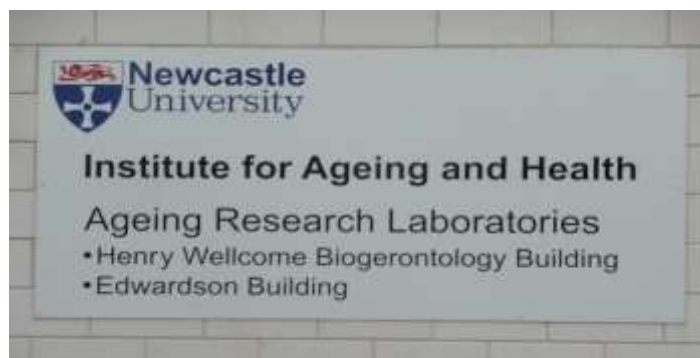 Newcastle
University
Institute for Ageing and Health
Ageing Research Laboratories
•Henry Wellcome Biogerontology Building
•Edwardson Building